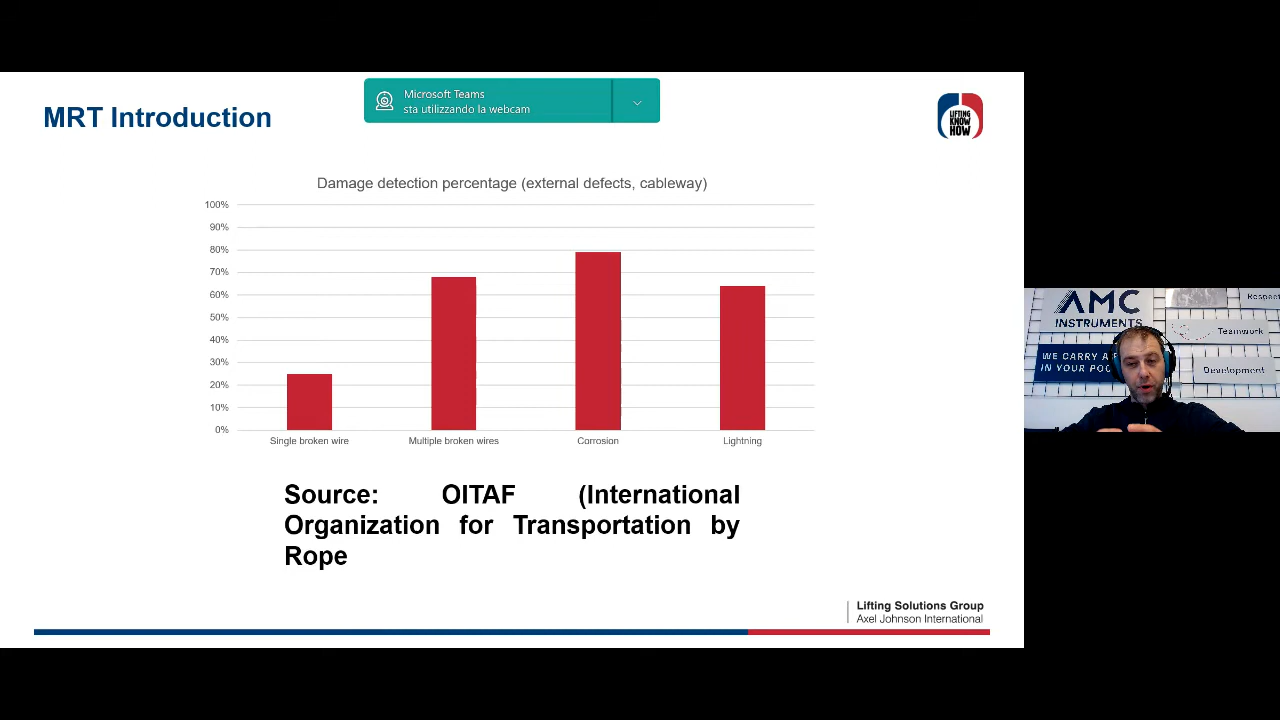 Microsoft Teams
sta utilizzando la webcam
MRT Introduction
LIFTING
KNOW
HOW
Damage detection percentage (external defects, cableway)
100%
90%
80%
70%
60%
50%
40%
30%
20%
10%
0%
Single broken wire
Multiple broken wires
Corrosion
Lightning
Source: OITAF (International
Organization for Transportation by
Rope
Lifting Solutions Group
Axel Johnson International
AMC
INSTRUMENTS
WE CARRY A
IN YOUR
Respect
Teamwork
Development